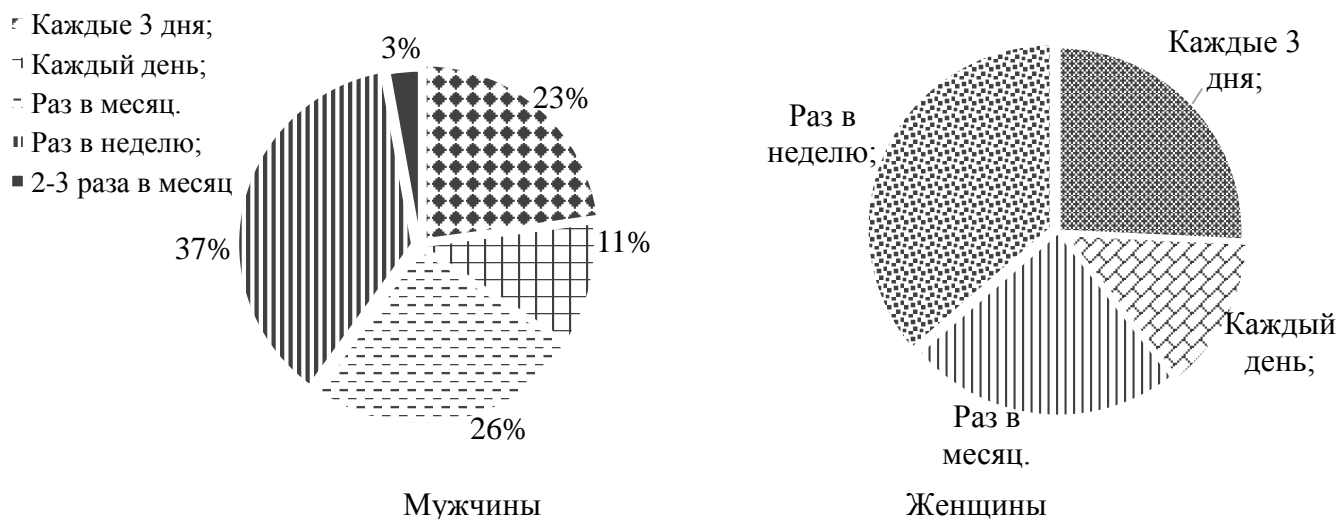 Каждые 3 дня;
Каждый день;
Раз в месяц.
Раз в неделю;
2-3 раза в месяц
3%
23%
11%
26%
37%
Мужчины
Каждые 3
дня;
Каждый
день;
Раз в
месяц.
Раз в
неделю;
Женщины